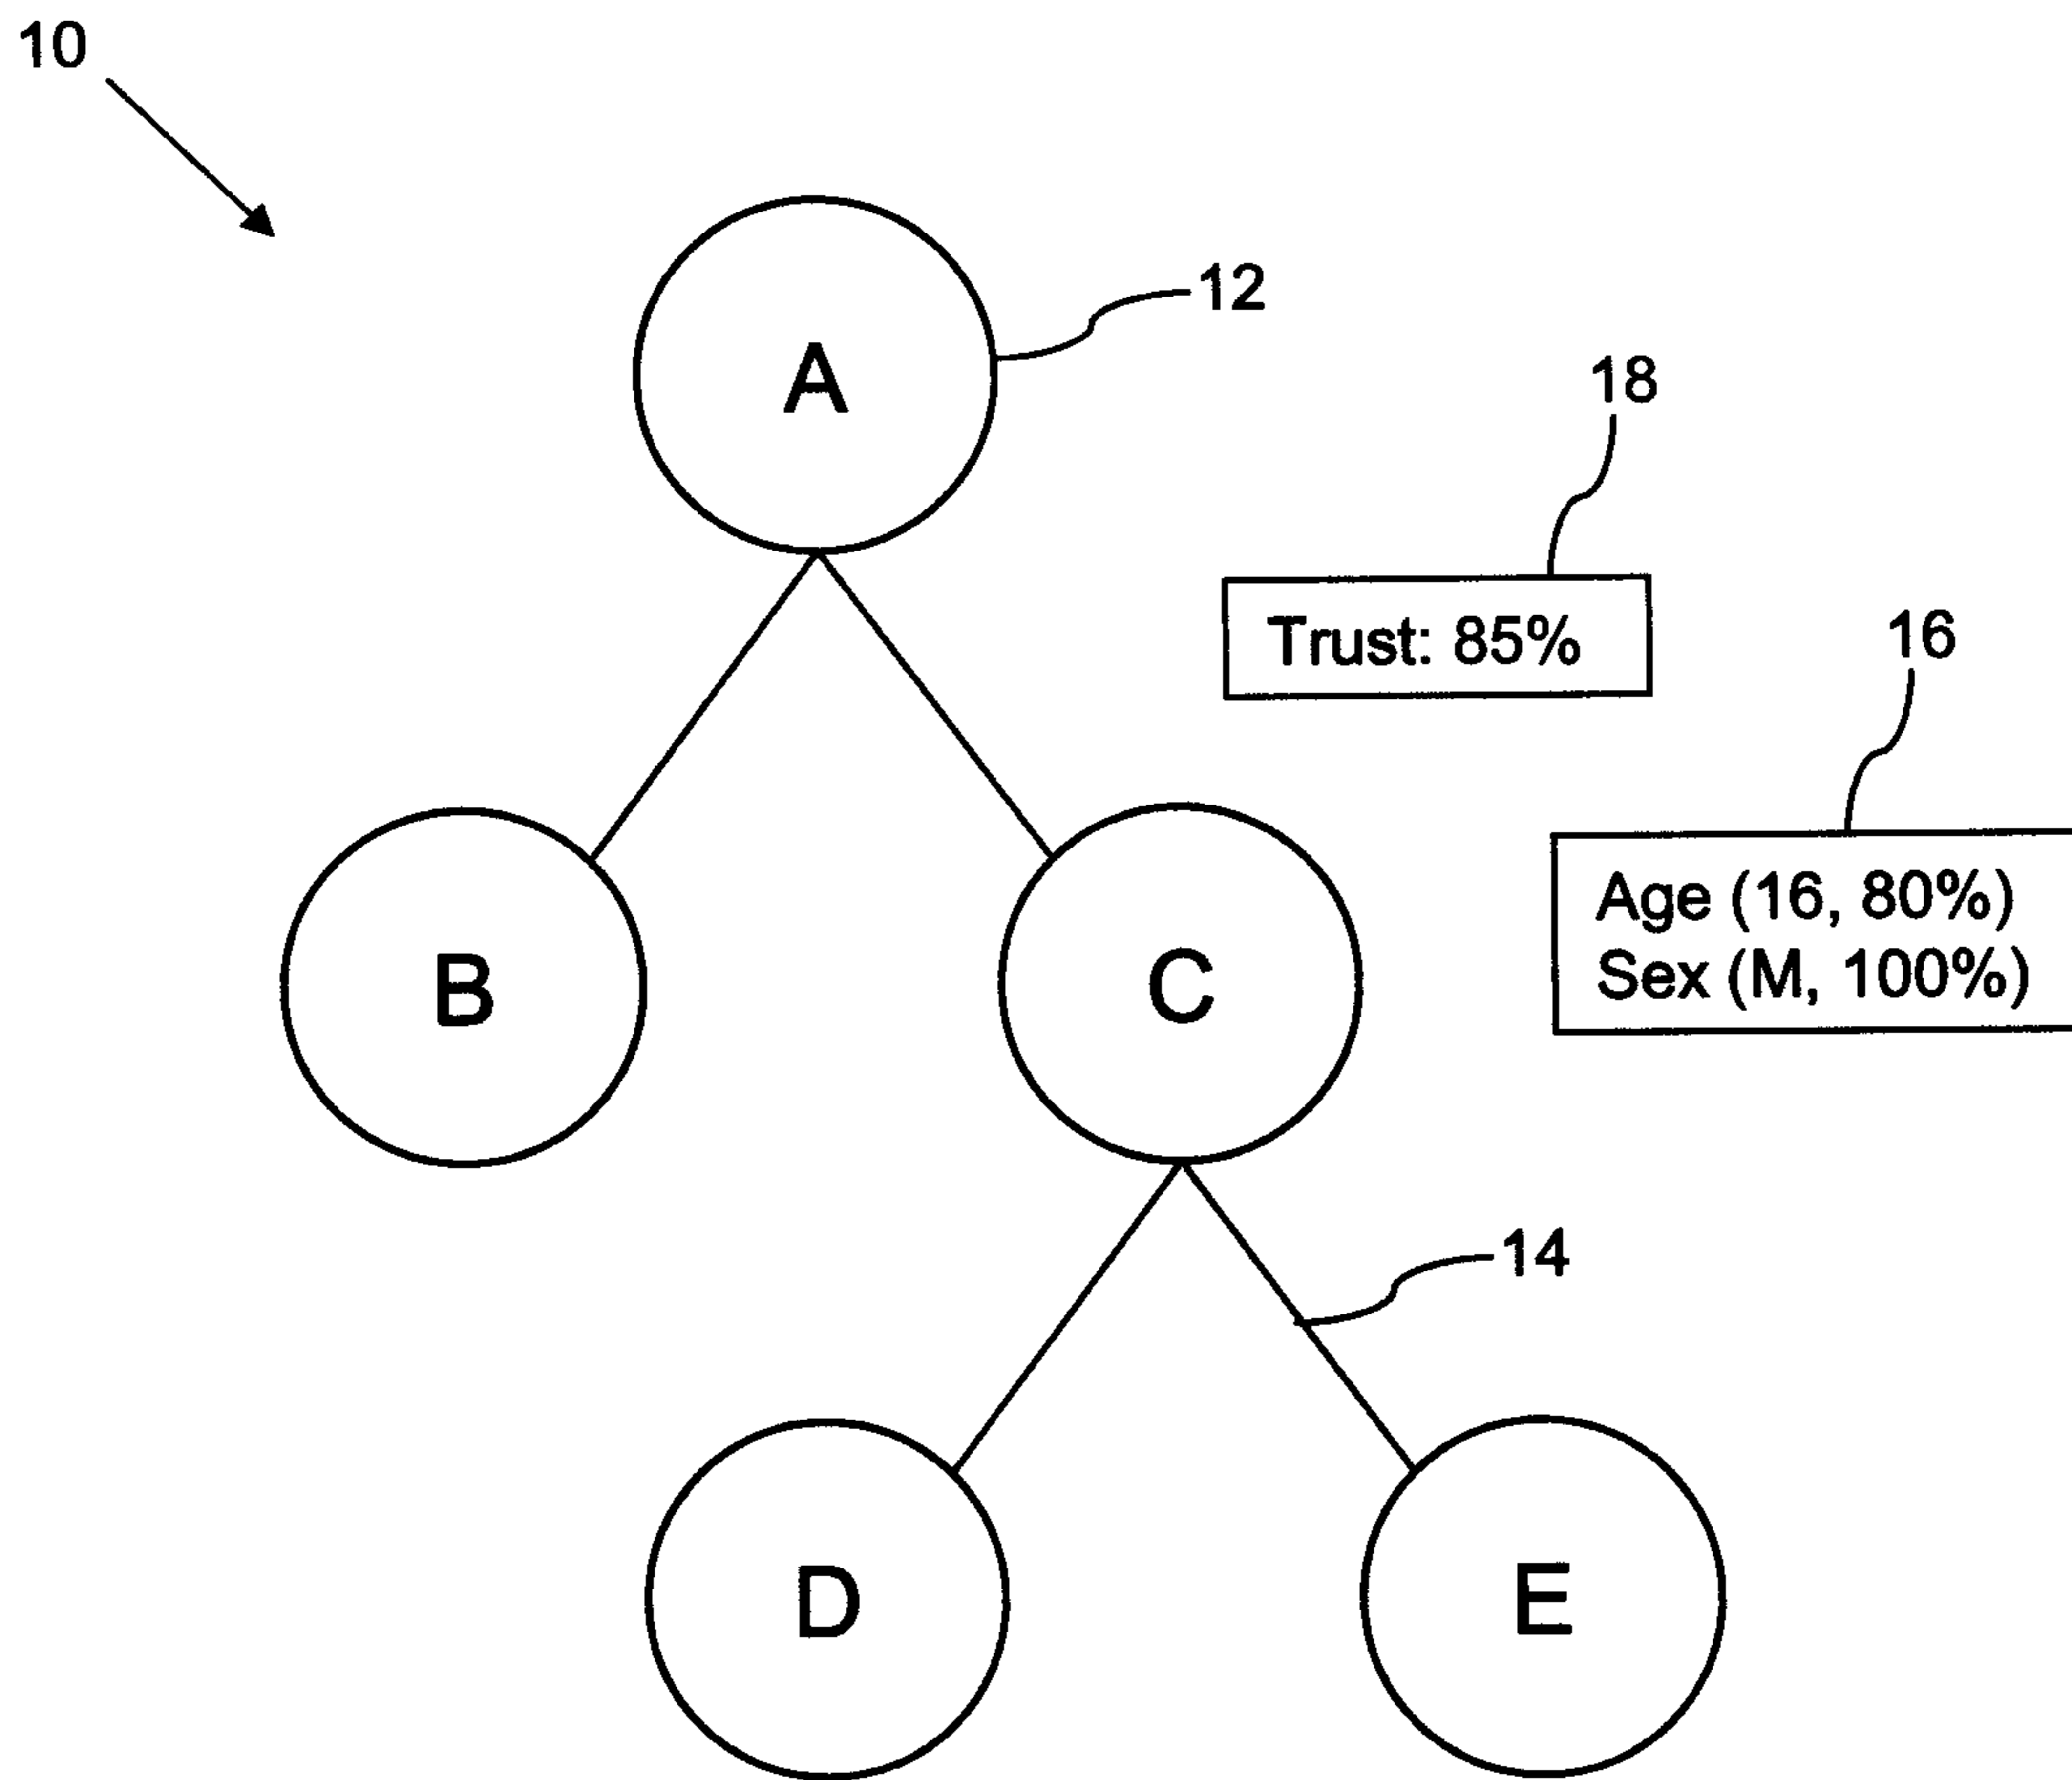 10
12
A
18
Trust: 85%
16
Age (16, 80%)
Sex (M, 100%)
B
C
14
D
E